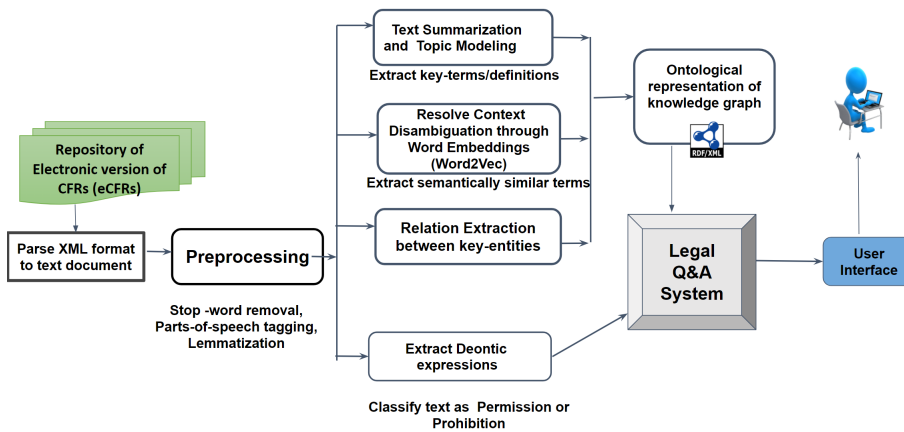 Repository of
Electronic version of
CFRs (eCFRs)
Parse XML format
to text document
Preprocessing
Stop -word removal,
Parts-of-speech tagging,
Lemmatization
Text Summarization
and Topic Modeling
Extract key-terms/definitions
Resolve Context
Disambiguation through
Word Embeddings
(Word2Vec)
Extract semantically similar terms
Relation Extraction
between key-entities
Extract Deontic
expressions
Classify text as Permission or
Prohibition
Ontological
representation of
knowledge graph
RDF/XML
Legal
Q&A
System
User
Interface